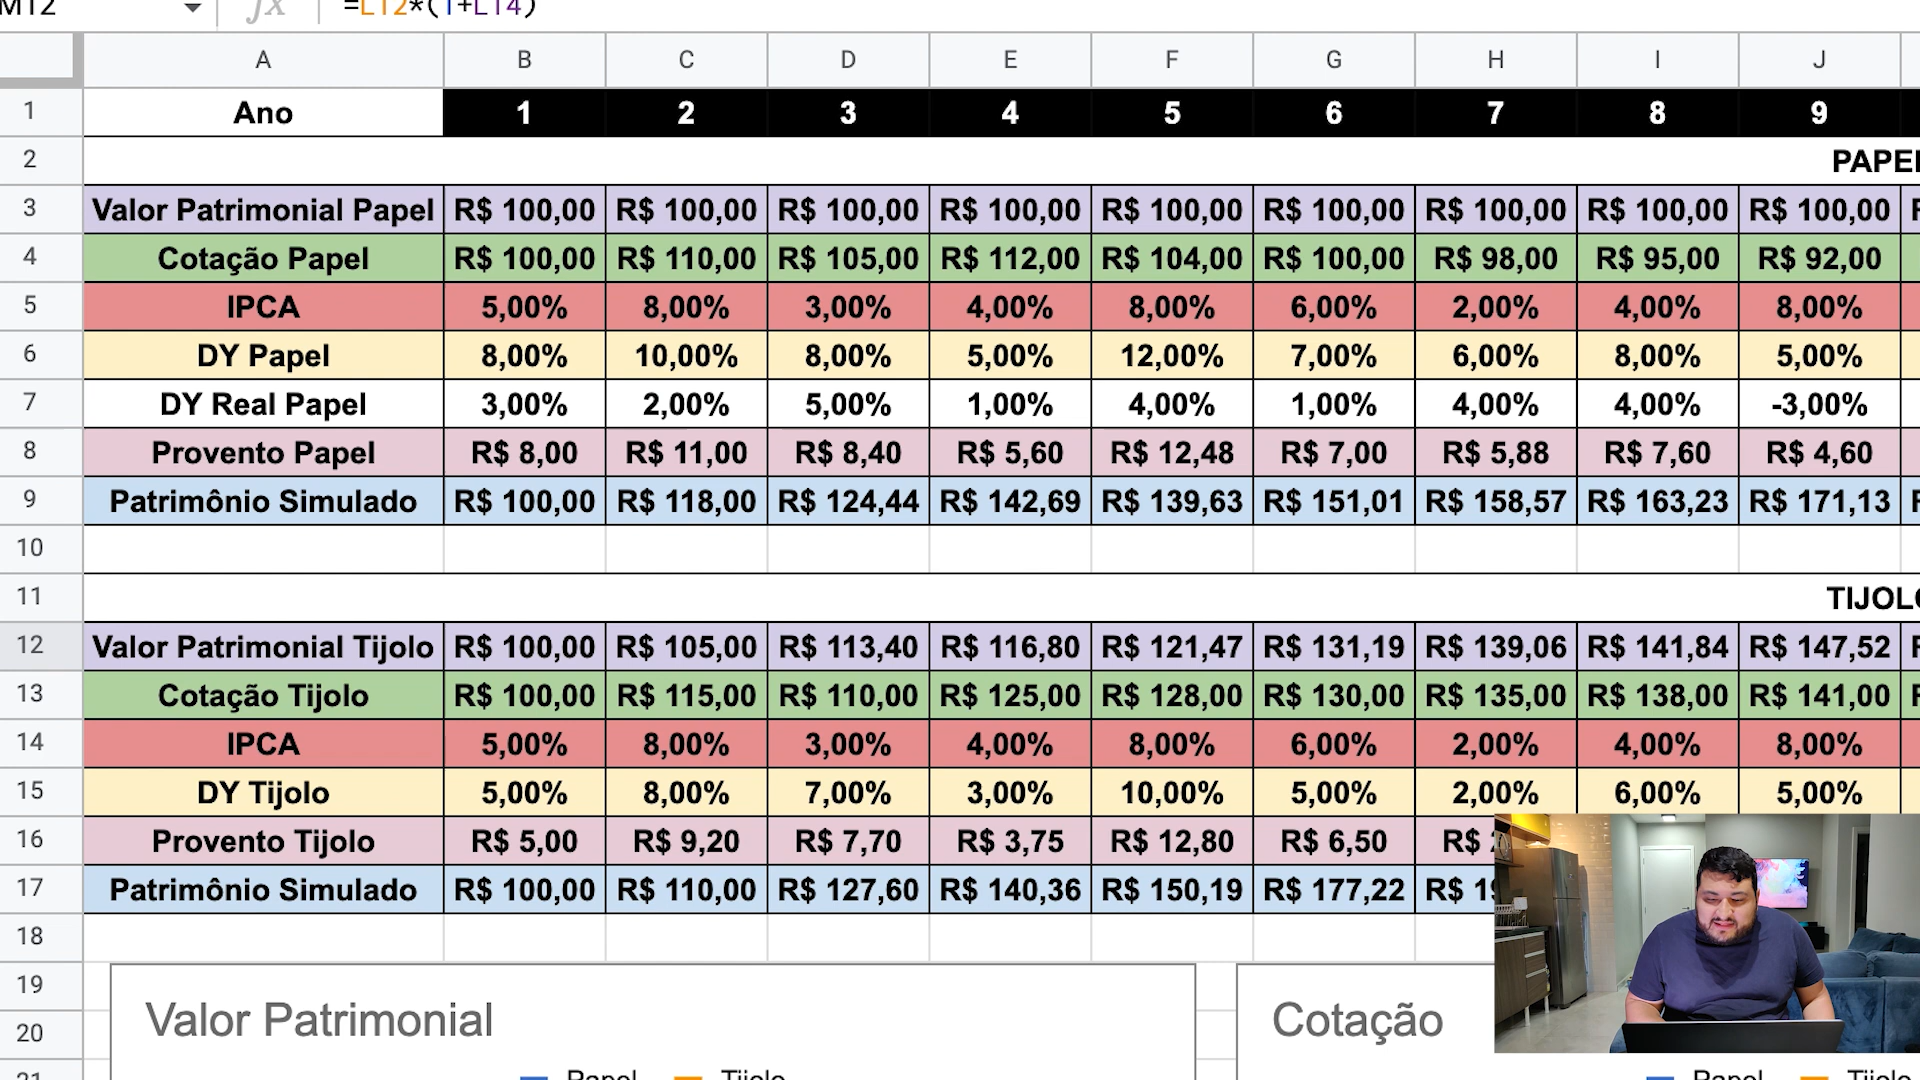 M12 fx =L12*(1+L14)
A B C D E F G H I J
1 Ano 1 2 3 4 5 6 7 8 9
2 PAPEL
3 Valor Patrimonial Papel R$ 100,00 R$ 100,00 R$ 100,00 R$ 100,00 R$ 100,00 R$ 100,00 R$ 100,00 R$ 100,00 R$ 100,00
4 Cotação Papel R$ 100,00 R$ 110,00 R$ 105,00 R$ 112,00 R$ 104,00 R$ 100,00 R$ 98,00 R$ 95,00 R$ 92,00
5 IPCA 5,00% 8,00% 3,00% 4,00% 8,00% 6,00% 2,00% 4,00% 8,00%
6 DY Papel 8,00% 10,00% 8,00% 5,00% 12,00% 7,00% 6,00% 8,00% 5,00%
7 DY Real Papel 3,00% 2,00% 5,00% 1,00% 4,00% 1,00% 4,00% 4,00% -3,00%
8 Provento Papel R$ 8,00 R$ 11,00 R$ 8,40 R$ 5,60 R$ 12,48 R$ 7,00 R$ 5,88 R$ 7,60 R$ 4,60
9 Patrimônio Simulado R$ 100,00 R$ 118,00 R$ 124,44 R$ 142,69 R$ 139,63 R$ 151,01 R$ 158,57 R$ 163,23 R$ 171,13
10
11 TIJOLO
12 Valor Patrimonial Tijolo R$ 100,00 R$ 105,00 R$ 113,40 R$ 116,80 R$ 121,47 R$ 131,19 R$ 139,06 R$ 141,84 R$ 147,52
13 Cotação Tijolo R$ 100,00 R$ 115,00 R$ 110,00 R$ 125,00 R$ 128,00 R$ 130,00 R$ 135,00 R$ 138,00 R$ 141,00
14 IPCA 5,00% 8,00% 3,00% 4,00% 8,00% 6,00% 2,00% 4,00% 8,00%
15 DY Tijolo 5,00% 8,00% 7,00% 3,00% 10,00% 5,00% 2,00% 6,00% 5,00%
16 Provento Tijolo R$ 5,00 R$ 9,20 R$ 7,70 R$ 3,75 R$ 12,80 R$ 6,50 R$
17 Patrimônio Simulado R$ 100,00 R$ 110,00 R$ 127,60 R$ 140,36 R$ 150,19 R$ 177,22 R$
18
19
Valor Patrimonial Cotação
20
21 Papel Tijolo Papel Tijolo